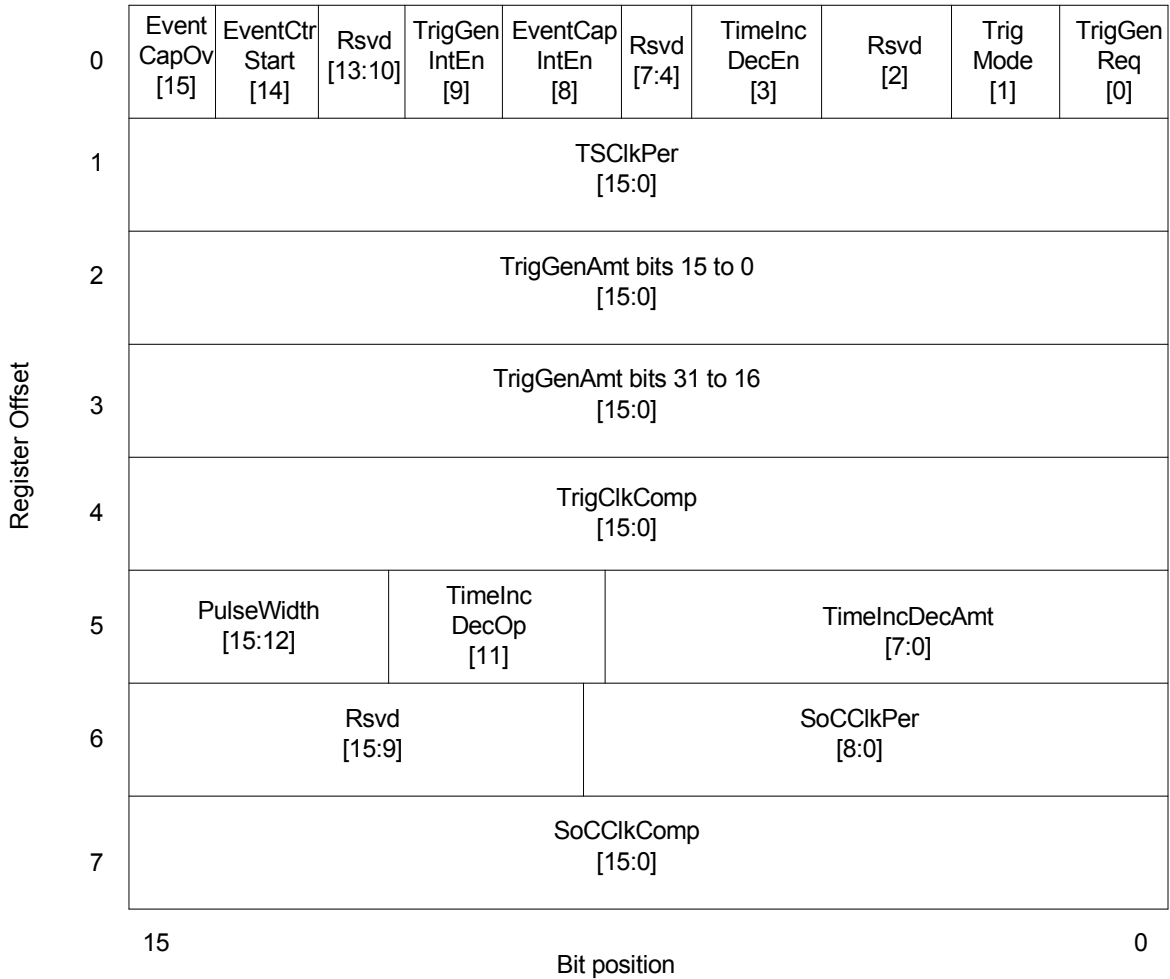 Event
CapOv
[15]
EventCtr
Start
[14]
Rsvd
[13:10]
TrigGen
IntEn
[9]
EventCap
IntEn
[8]
Rsvd
[7:4]
TimeInc
DecEn
[3]
Rsvd
[2]
Trig
Mode
[1]
TrigGen
Req
[0]
0
1
TSClkPer
[15:0]
2
TrigGenAmt bits 15 to 0
[15:0]
3
TrigGenAmt bits 31 to 16
[15:0]
4
TrigClkComp
[15:0]
5
PulseWidth
[15:12]
TimeInc
DecOp
[11]
TimeIncDecAmt
[7:0]
6
Rsvd
[15:9]
SoCClkPer
[8:0]
7
SoCClkComp
[15:0]
Register Offset
15
0
Bit position